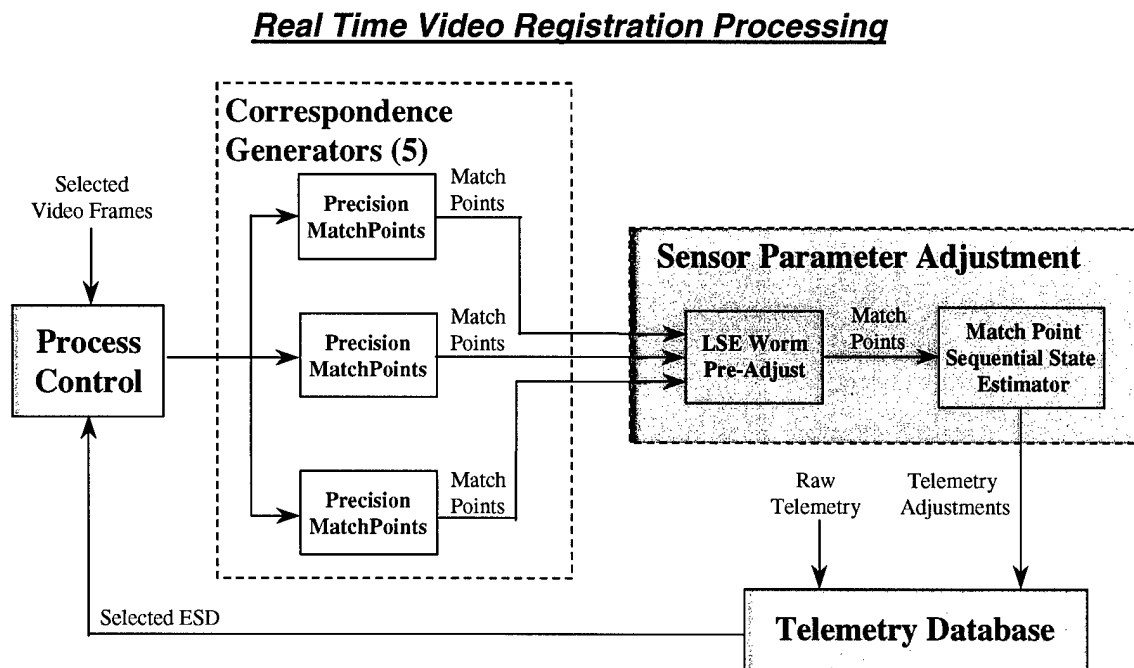 Real Time Video Registration Processing
Correspondence
Generators (5)
Selected
Video Frames
Process
Control
Precision
MatchPoints
Match
Points
Precision
MatchPoints
Match
Points
Precision
MatchPoints
Match
Points
Sensor Parameter Adjustment
LSE Worm
Pre-Adjust
Match
Points
Match Point
Sequential State
Estimator
Raw
Telemetry
Telemetry
Adjustments
Selected ESD
Telemetry Database